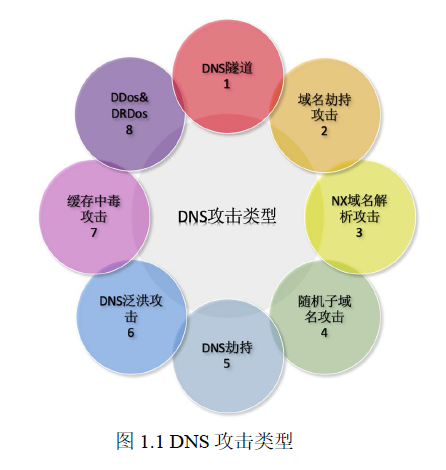 DNS隧道
1
域名劫持
攻击
2
NX域名解
析攻击
3
随机子域
名攻击
4
DNS劫持
5
DNS泛洪攻
击
6
缓存中毒
攻击
7
DDos&
DRDos
8
DNS攻击类型
图 1.1 DNS 攻击类型